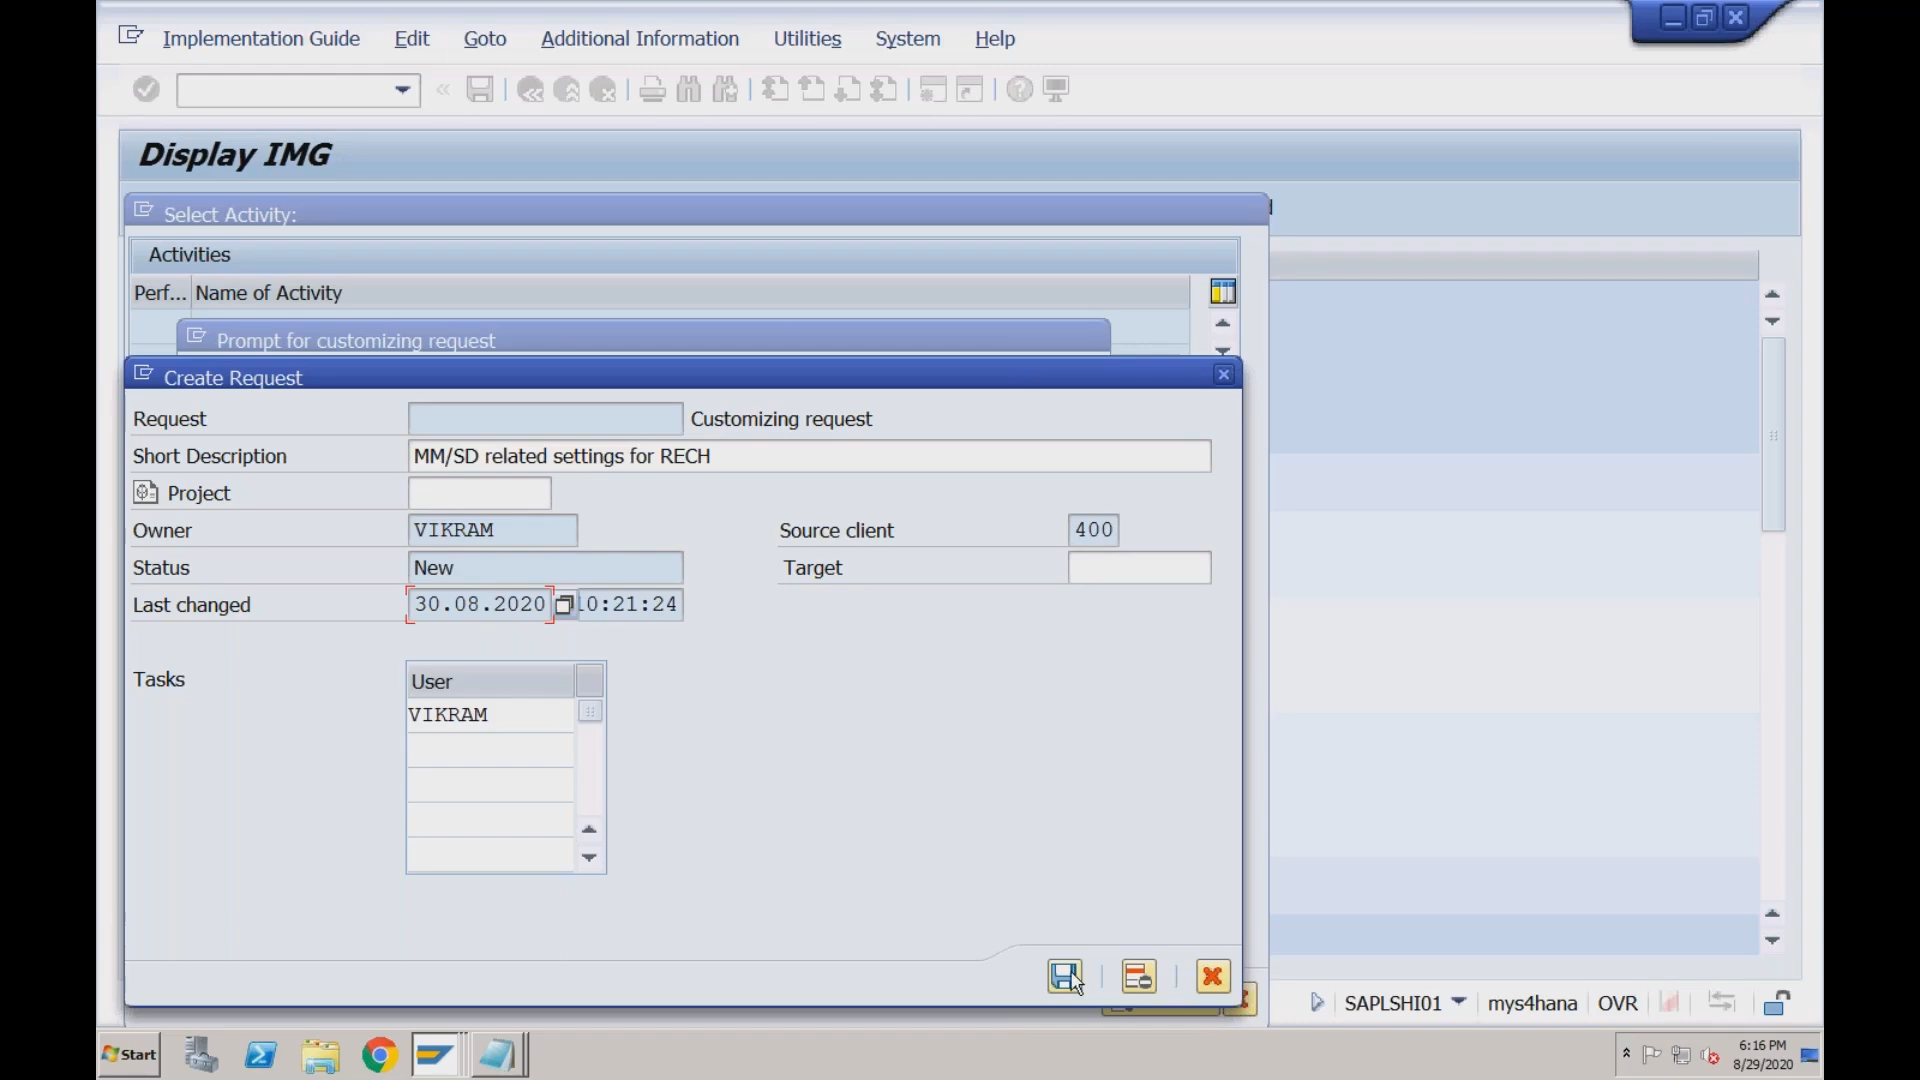 Implementation Guide Edit Goto Additional Information Utilities System Help
Display IMG
Select Activity:
Activities
Perf... Name of Activity
Prompt for customizing request
Create Request
Request Customizing request
Short Description MM/SD related settings for RECH
Project
Owner VIKRAM Source client 400
Status New Target
Last changed 30.08.2020 10:21:24
Tasks User
VIKRAM
SAPLSHI01 mys4hana OVR
Start 6:16 PM
8/29/2020